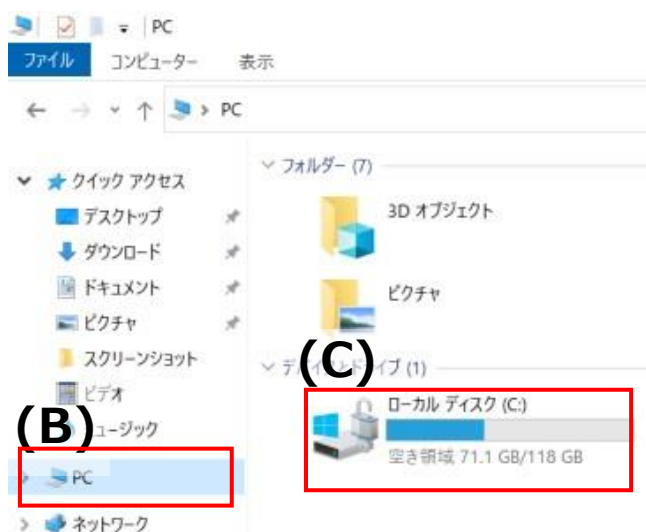 PC
ファイル コンピューター 表示
PC
クイック アクセス
デスクトップ
ダウンロード
ドキュメント
ピクチャ
スクリーンショット
ビデオ
(B) ュージック
PC
ネットワーク
フォルダー (7)
3D オブジェクト
ピクチャ
(C)
(1)
ローカル ディスク (C:)
空き領域 71.1 GB/118 GB